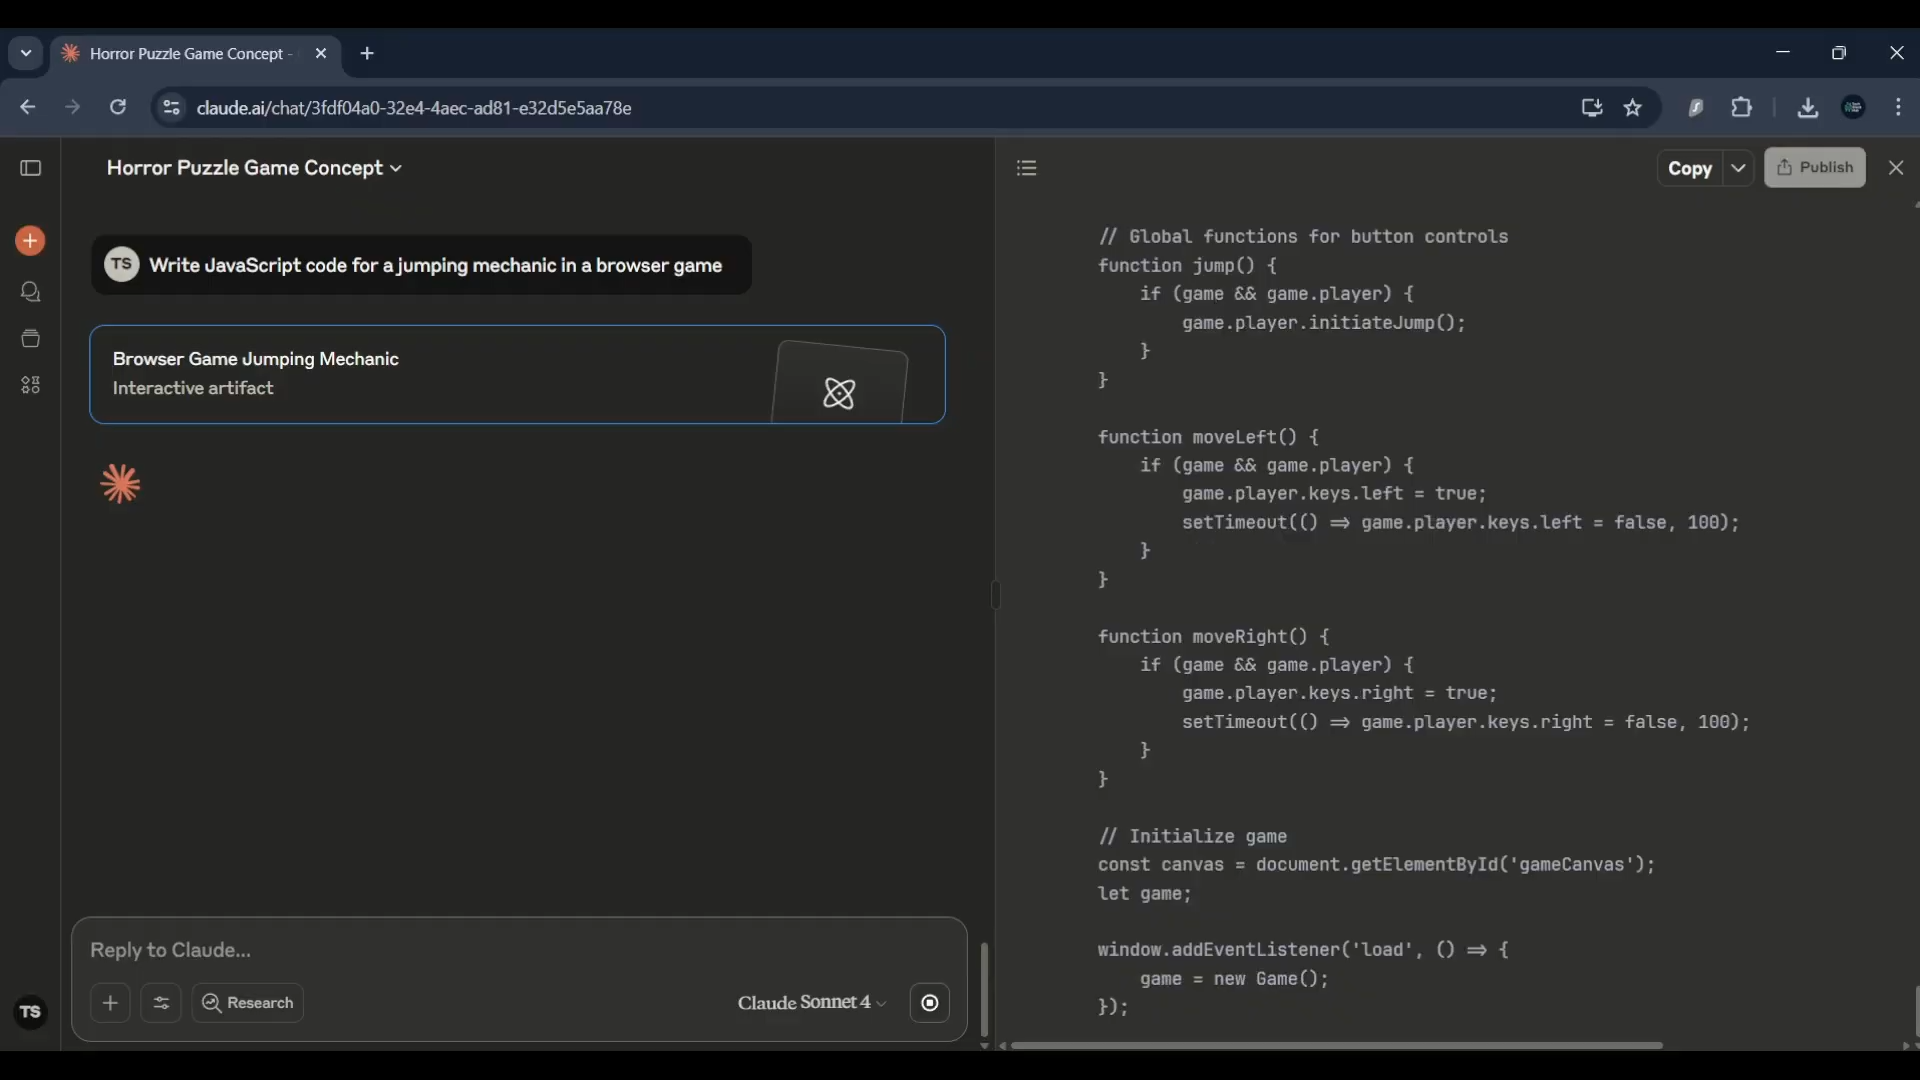 Horror Puzzle Game Concept -
claude.ai/chat/3fdf04a0-32e4-4aec-ad81-e32d5e5aa78e
Horror Puzzle Game Concept
TS Write JavaScript code for a jumping mechanic in a browser game
Browser Game Jumping Mechanic
Interactive artifact
Reply to Claude...
Research
Claude Sonnet 4
TS
Copy
Publish
// Global functions for button controls
function jump() {
if (game && game.player) {
game.player.initiateJump();
}
}
function moveLeft() {
if (game && game.player) {
game.player.keys.left = true;
setTimeout(() => game.player.keys.left = false, 100);
}
}
function moveRight() {
if (game && game.player) {
game.player.keys.right = true;
setTimeout(() => game.player.keys.right = false, 100);
}
}
// Initialize game
const canvas = document.getElementById('gameCanvas');
let game;
window.addEventListener('load', () => {
game = new Game();
});